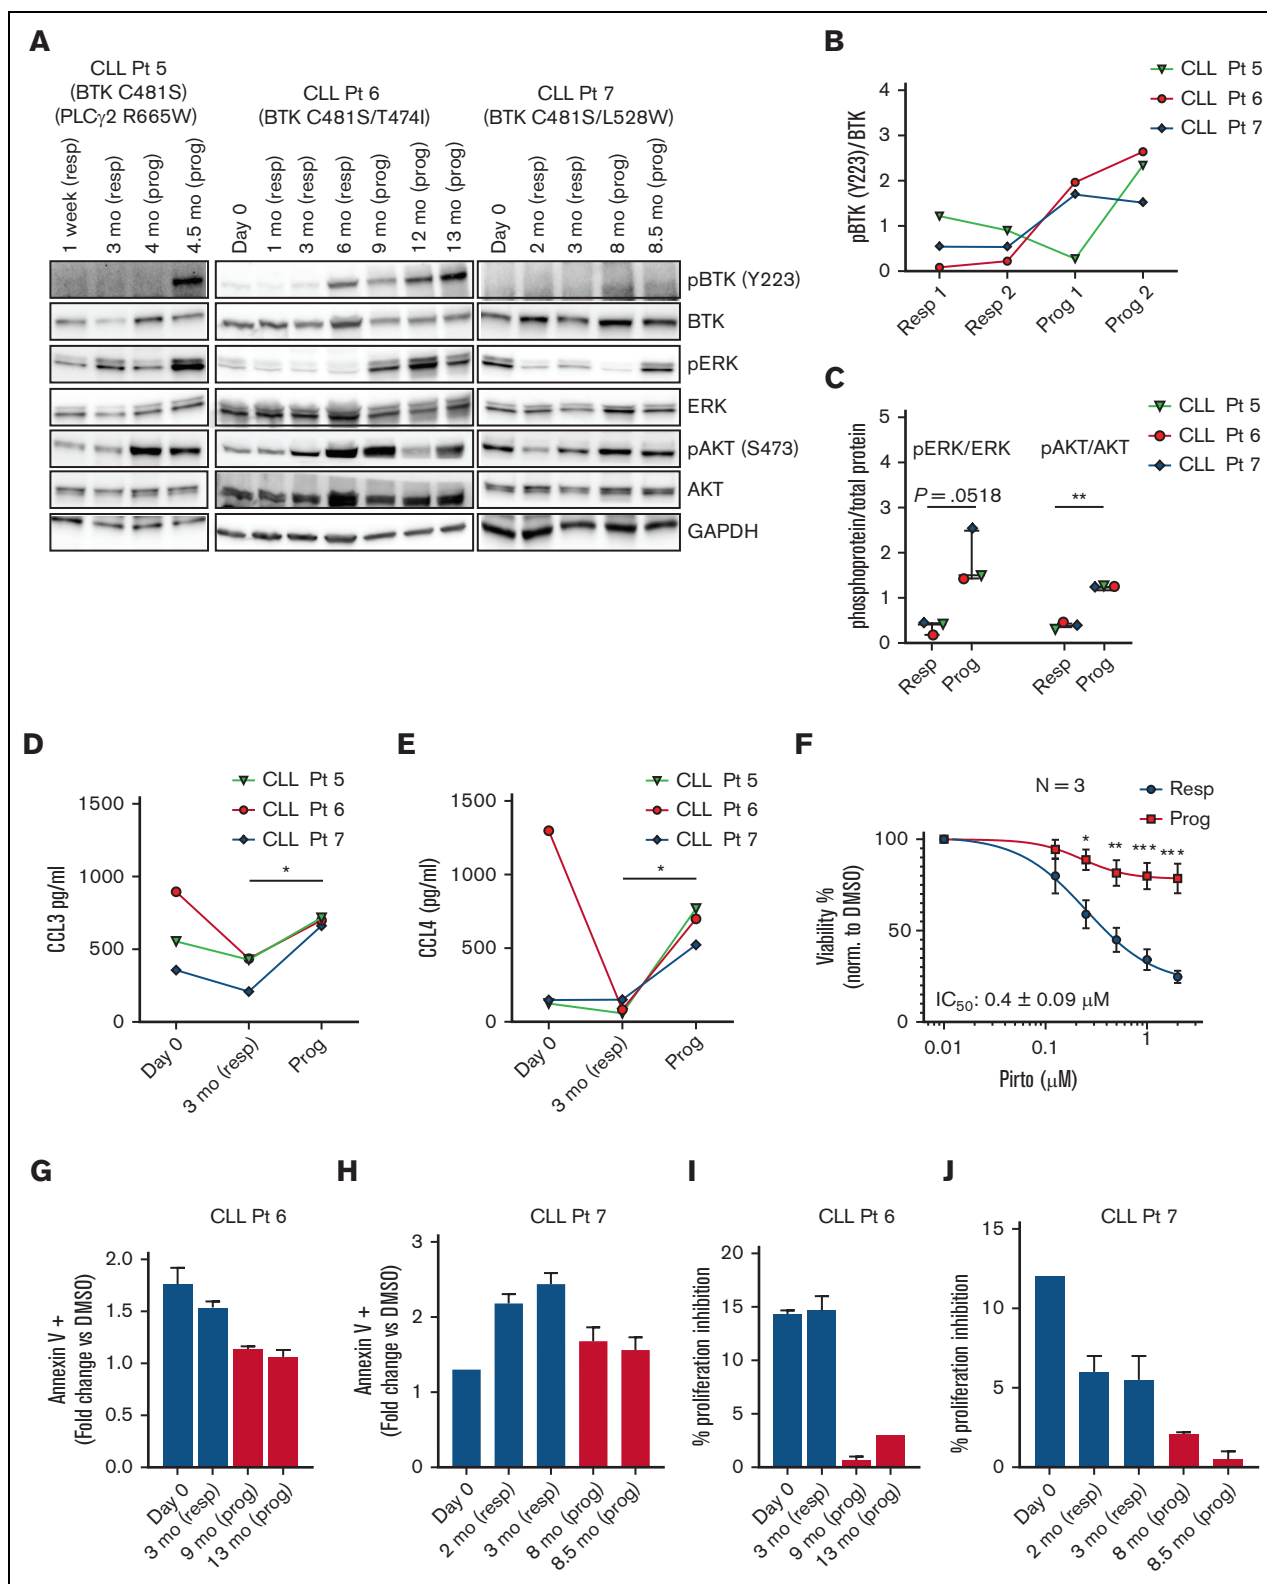 A
CLL Pt 5
(BTK C481S)
(PLCγ2 R665W)
CLL Pt 6
(BTK C481S/T474I)
CLL Pt 7
(BTK C481S/L528W)
1 week (resp)
3 mo (resp)
4 mo (prog)
4.5 mo (prog)
Day 0
1 mo (resp)
3 mo (resp)
6 mo (resp)
9 mo (prog)
12 mo (prog)
13 mo (prog)
Day 0
2 mo (resp)
3 mo (resp)
8 mo (prog)
8.5 mo (prog)
pBTK (Y223)
BTK
pERK
ERK
pAKT (S473)
AKT
GAPDH
B
CLL Pt 5
CLL Pt 6
CLL Pt 7
pBTK (Y223)/BTK
4
3
2
1
0
Resp 1
Resp 2
Prog 1
Prog 2
C
CLL Pt 5
CLL Pt 6
CLL Pt 7
phosphoprotein/total protein
5
4
3
2
1
0
pERK/ERK
pAKT/AKT
P = .0518
**
Resp
Prog
Resp
Prog
D
CLL Pt 5
CLL Pt 6
CLL Pt 7
CCL3 pg/ml
1500
1000
500
0
*
Day 0
3 mo (resp)
Prog
E
CLL Pt 5
CLL Pt 6
CLL Pt 7
CCL4 (pg/ml)
1500
1000
500
0
*
Day 0
3 mo (resp)
Prog
F
N = 3
Resp
Prog
Viability %
(norm. to DMSO)
100
50
0
*
**
***
***
IC50: 0.4 ± 0.09 μM
0.01
0.1
1
Pirto (μM)
G
CLL Pt 6
Annexin V +
(Fold change vs DMSO)
2.0
1.5
1.0
0.5
0.0
Day 0
3 mo (resp)
9 mo (prog)
13 mo (prog)
H
CLL Pt 7
Annexin V +
(Fold change vs DMSO)
3
2
1
0
Day 0
2 mo (resp)
3 mo (resp)
8 mo (prog)
8.5 mo (prog)
I
CLL Pt 6
% proliferation inhibition
20
15
10
5
0
Day 0
3 mo (resp)
9 mo (prog)
13 mo (prog)
J
CLL Pt 7
% proliferation inhibition
15
10
5
0
Day 0
2 mo (resp)
3 mo (resp)
8 mo (prog)
8.5 mo (prog)